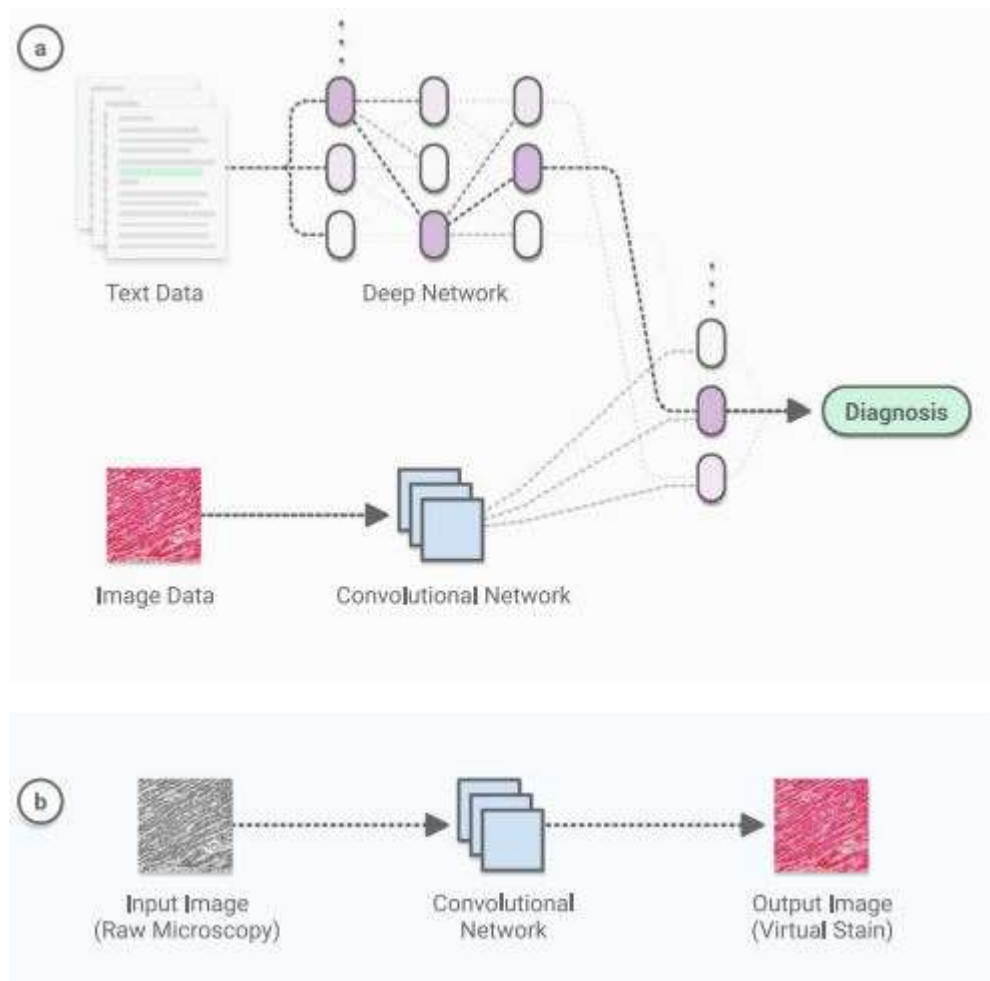 a
Text Data
Deep Network
Diagnosis
Image Data
Convolutional Network
b
Input Image
(Raw Microscopy)
Convolutional
Network
Output Image
(Virtual Stain)